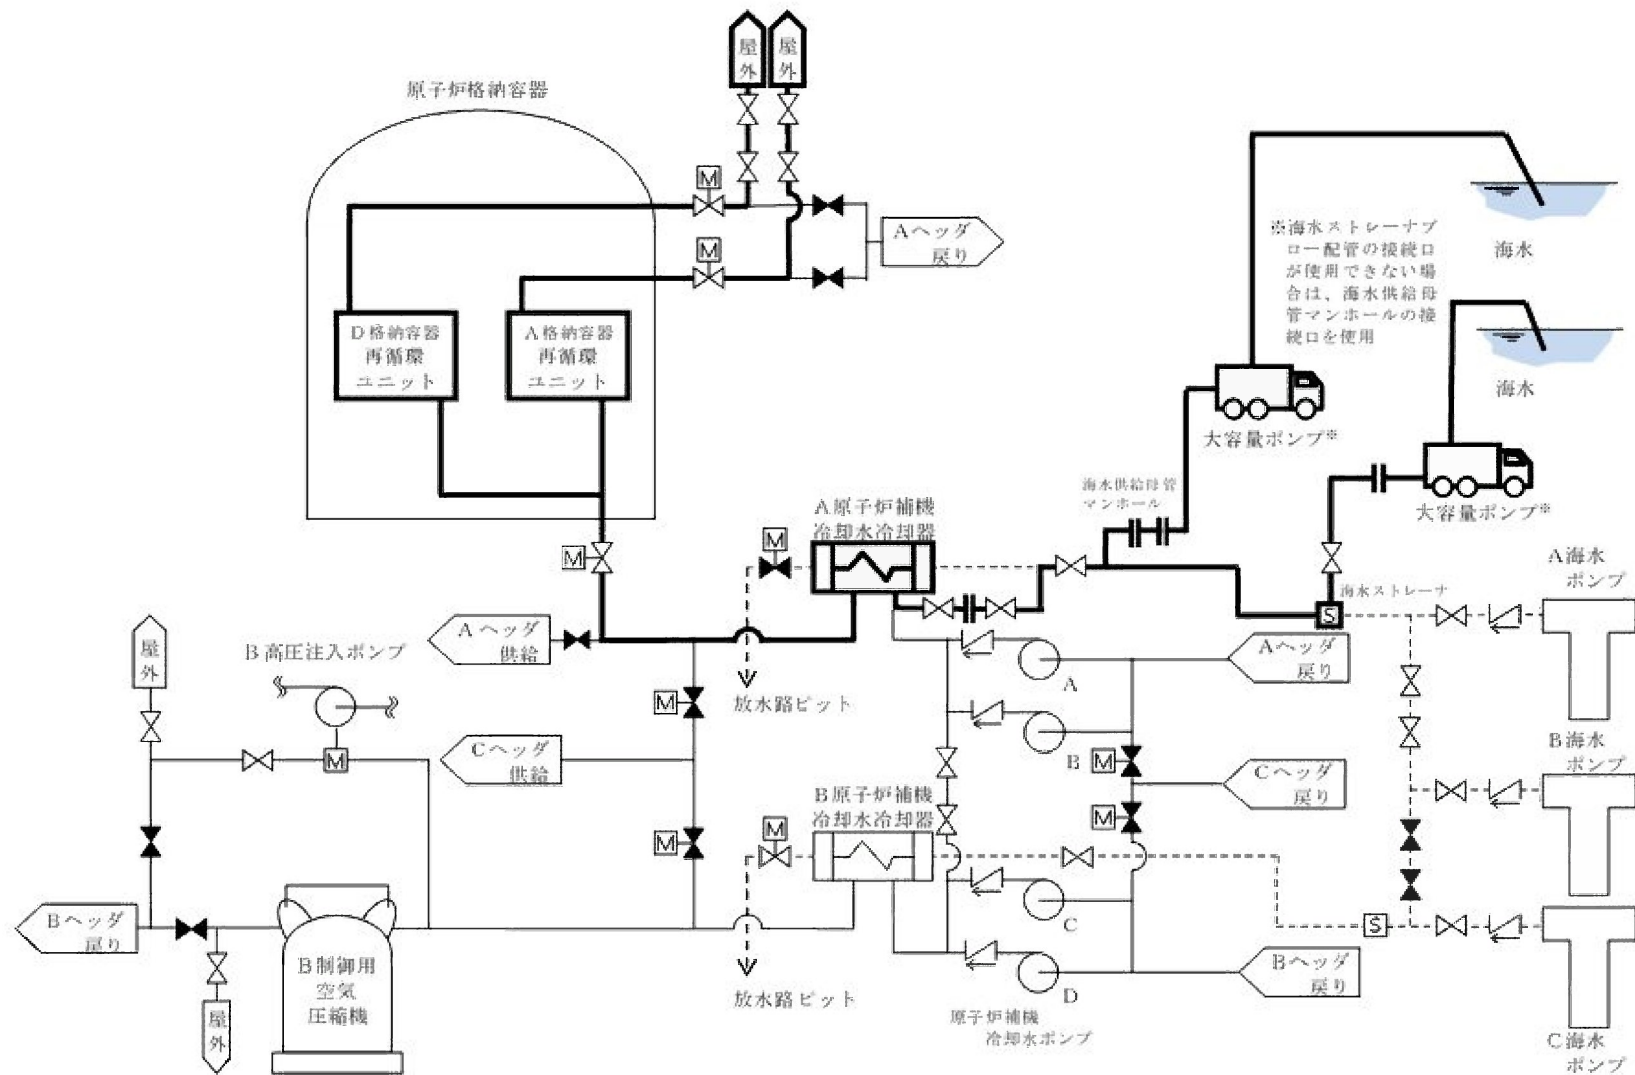 屋外
屋外
原子炉格納容器
M
M
Aヘッダ
戻り
D格納容器
再循環
ユニット
A格納容器
再循環
ユニット
※海水ストレーナブ
ロー配管の接続口
が使用できない場
合は、海水供給母
管マンホールの接
続口を使用
海水
海水
大容量ポンプ※
大容量ポンプ※
海水供給母管
マンホール
A原子炉補機
冷却水冷却器
M
M
海水ストレーナ
S
A海水
ポンプ
Aヘッダ
供給
屋外
B高圧注入ポンプ
M
放水路ピット
A
Aヘッダ
戻り
M
Cヘッダ
供給
B
M
Cヘッダ
戻り
B海水
ポンプ
B原子炉補機
冷却水冷却器
M
M
M
C
S
Bヘッダ
戻り
B制御用
空気
圧縮機
屋外
放水路ピット
D
Bヘッダ
戻り
原子炉補機
冷却水ポンプ
C海水
ポンプ